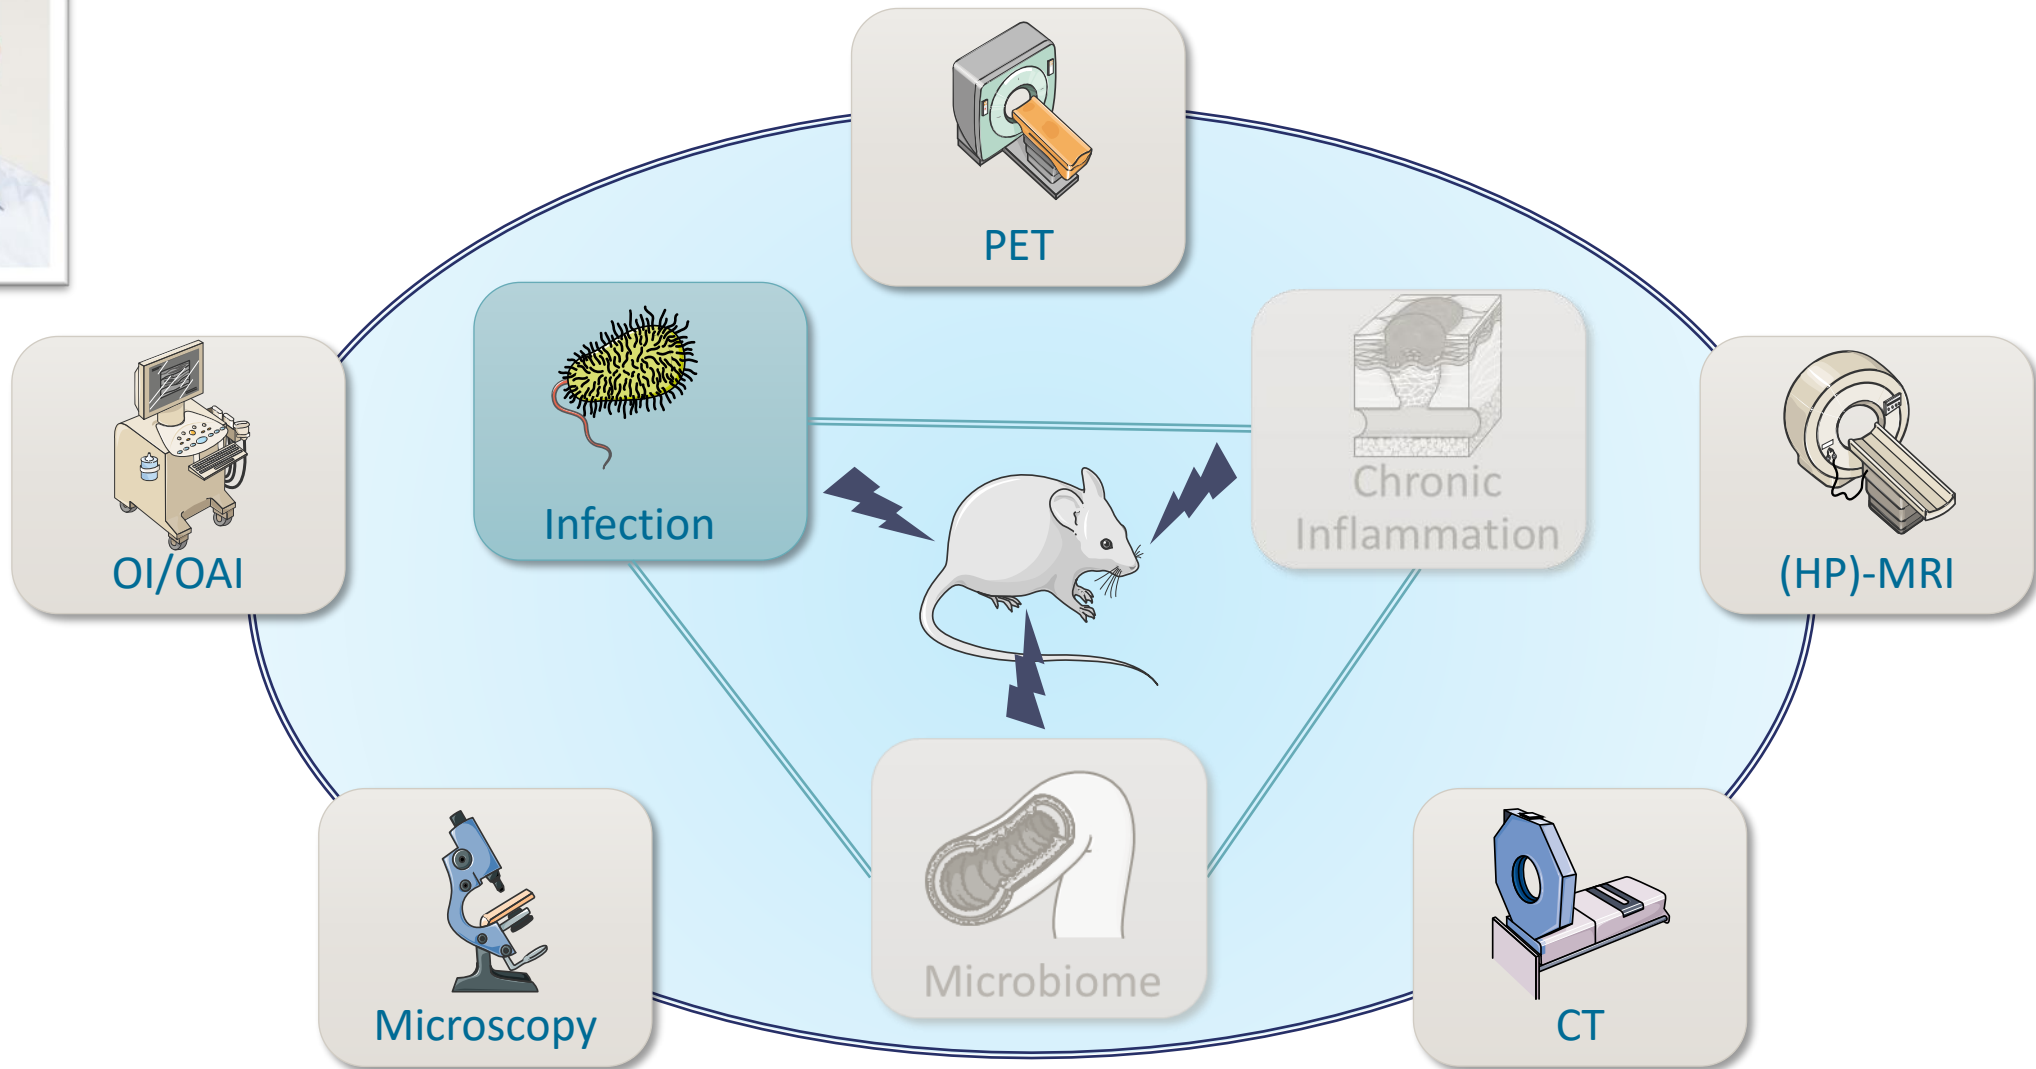 PET
Infection
Chronic
Inflammation
OI/OAI
(HP)-MRI
Microbiome
Microscopy
CT